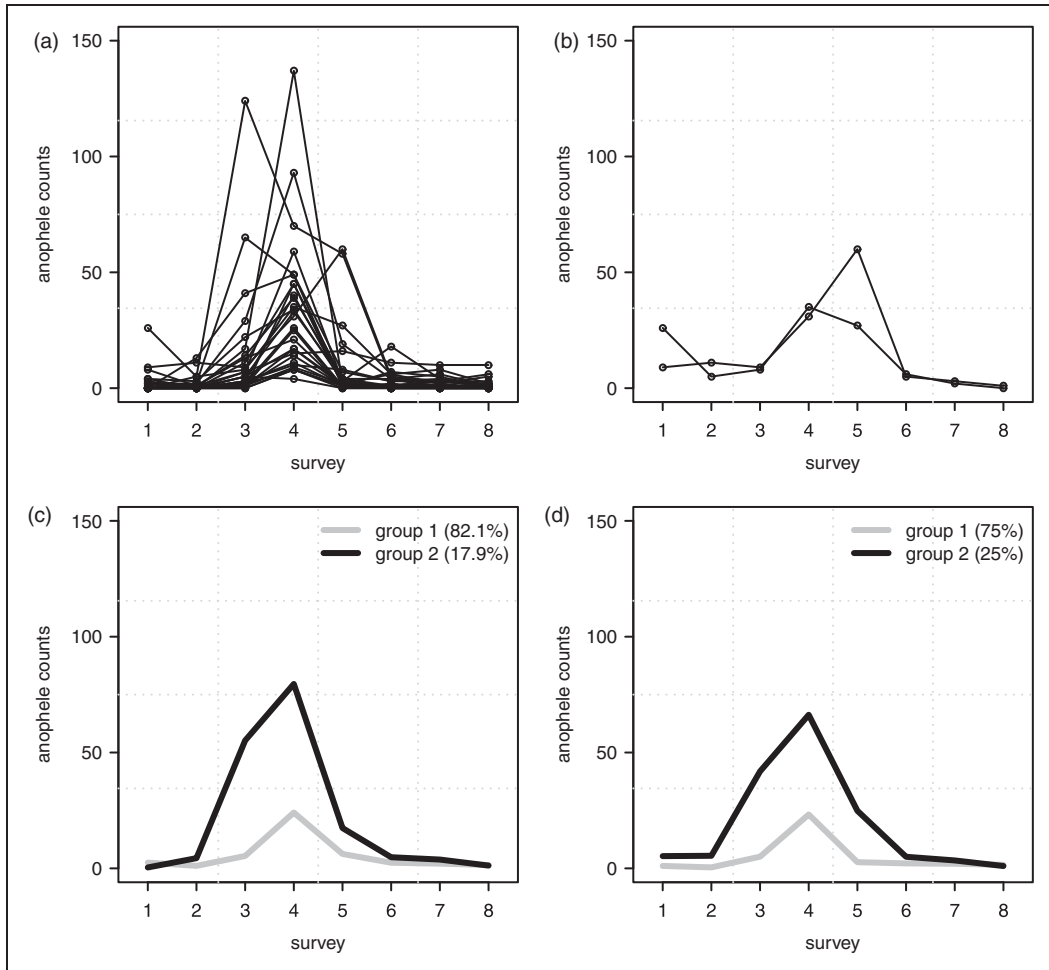 (a)
150
100
50
0
anophele counts
1 2 3 4 5 6 7 8
survey
(b)
150
100
50
0
anophele counts
1 2 3 4 5 6 7 8
survey
(c)
150
100
50
0
anophele counts
group 1 (82.1%)
group 2 (17.9%)
1 2 3 4 5 6 7 8
survey
(d)
150
100
50
0
anophele counts
group 1 (75%)
group 2 (25%)
1 2 3 4 5 6 7 8
survey